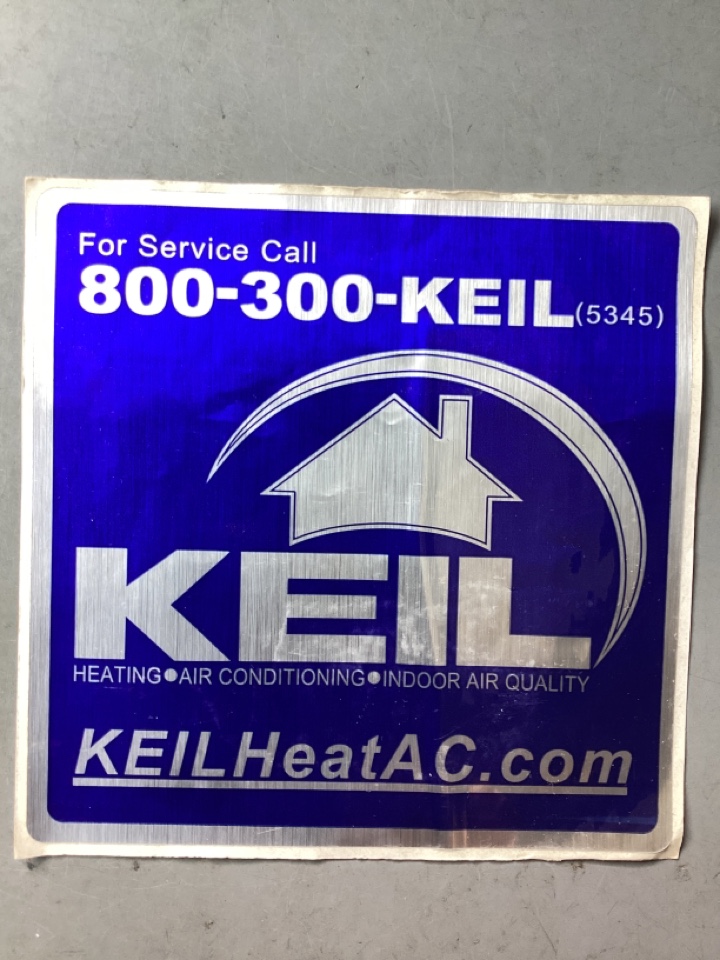 For Service Call
800-300-KEIL(5345)
KEIL
HEATING•AIR CONDITIONING•INDOOR AIR QUALITY
KEILHeatAC.com